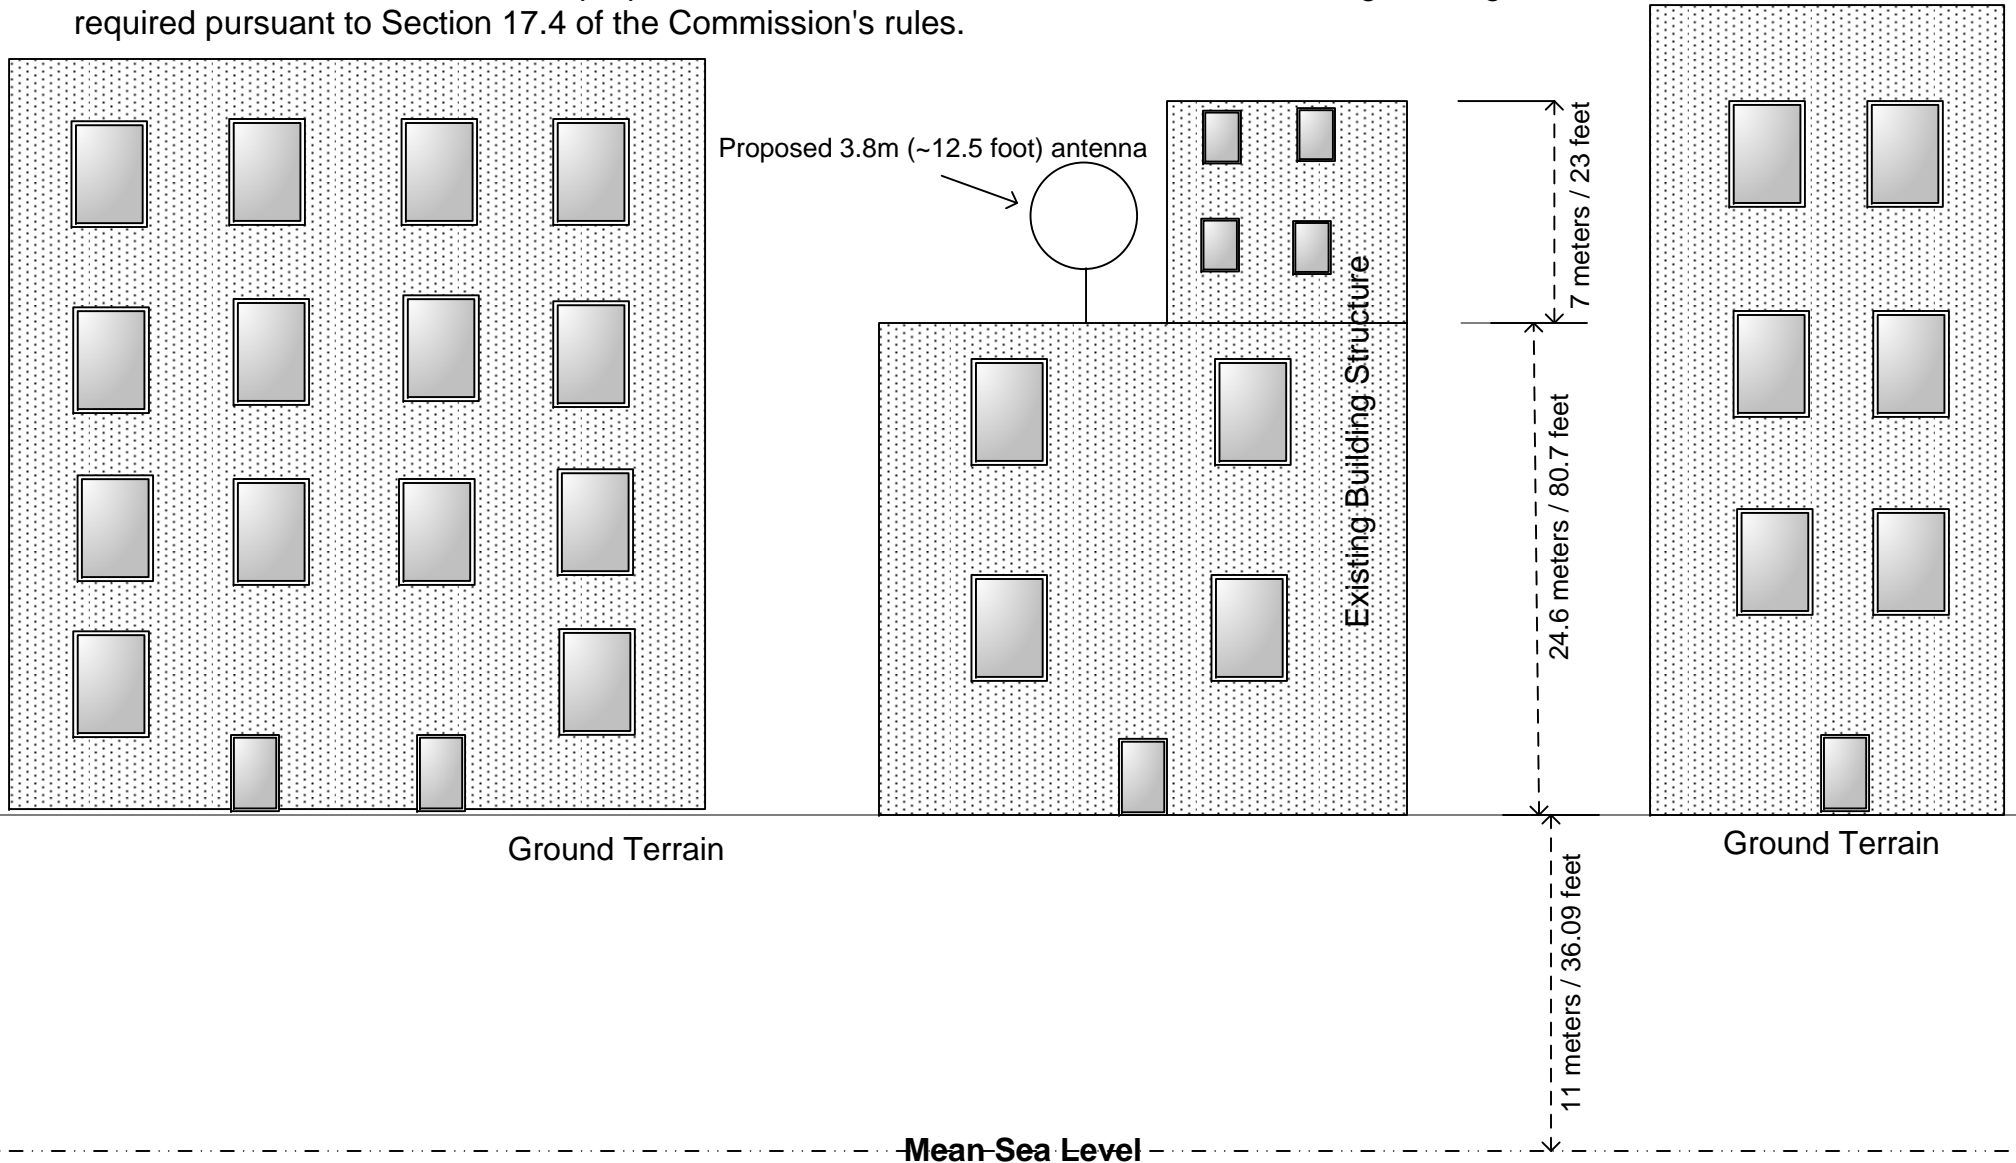 required pursuant to Section 17.4 of the Commission's rules.
Proposed 3.8m (~12.5 foot) antenna
7 meters / 23 feet
Existing Building Structure
24.6 meters / 80.7 feet
Ground Terrain
Ground Terrain
11 meters / 36.09 feet
Mean Sea Level